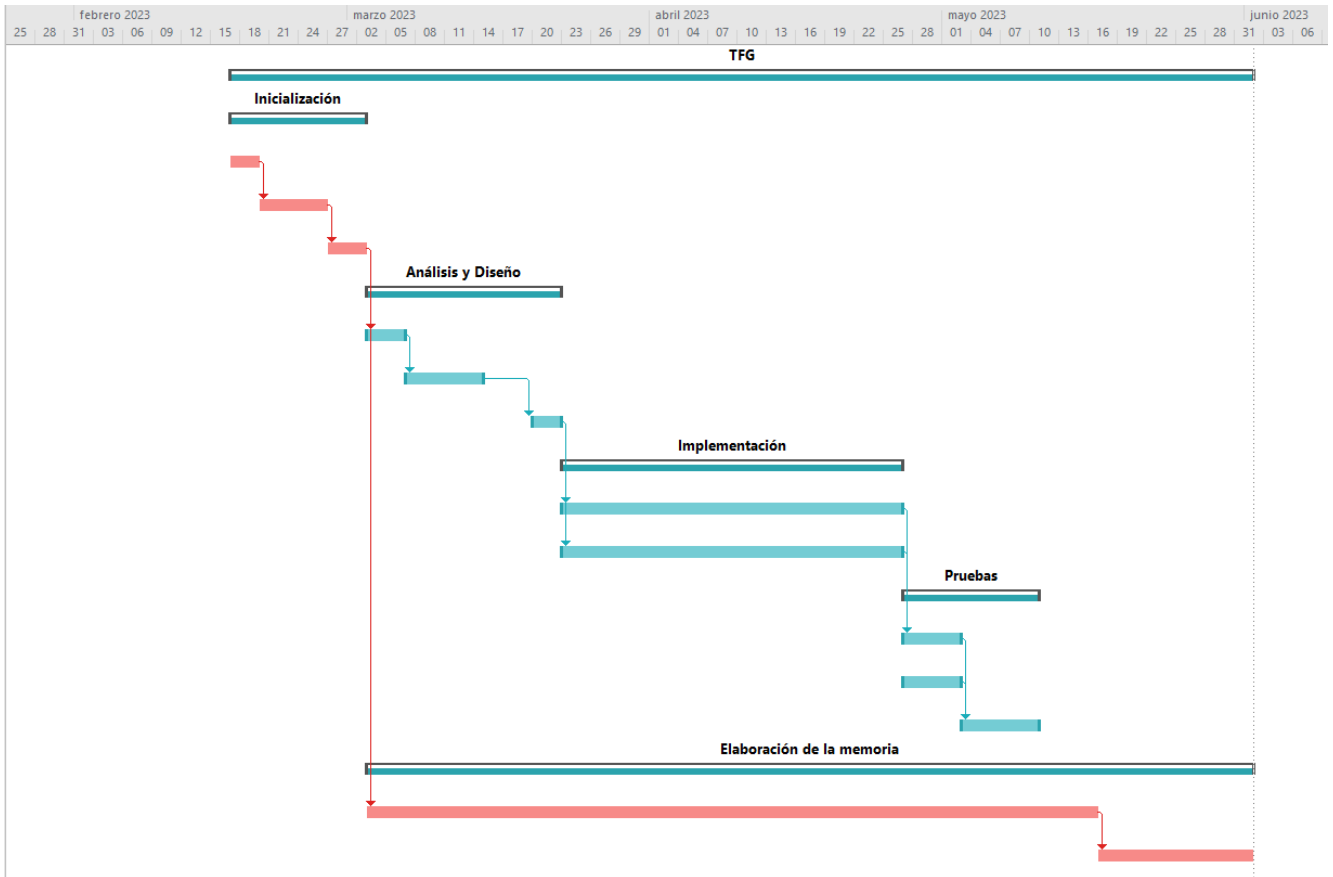 febrero 2023 marzo 2023 abril 2023 mayo 2023 junio 2023
25 28 31 03 06 09 12 15 18 21 24 27 02 05 08 11 14 17 20 23 26 29 01 04 07 10 13 16 19 22 25 28 01 04 07 10 13 16 19 22 25 28 31 03 06
TFG
Inicialización
Análisis y Diseño
Implementación
Pruebas
Elaboración de la memoria